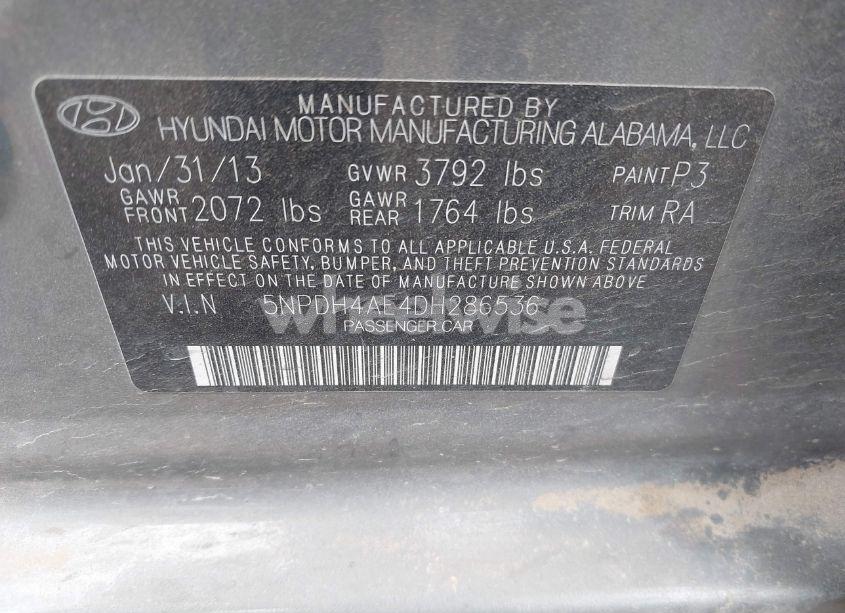 MANUFACTURED BY
HYUNDAI MOTOR MANUFACTURING ALABAMA, LLC
Jan/31/13 GVWR 3792 lbs PAINT P3
GAWR FRONT 2072 lbs GAWR REAR 1764 lbs TRIM RA
THIS VEHICLE CONFORMS TO ALL APPLICABLE U.S.A. FEDERAL
MOTOR VEHICLE SAFETY, BUMPER, AND THEFT PREVENTION STANDARDS
IN EFFECT ON THE DATE OF MANUFACTURE SHOWN ABOVE.
V.I.N 5NPDH4AE4DH286536
wheelwise
PASSENGER CAR